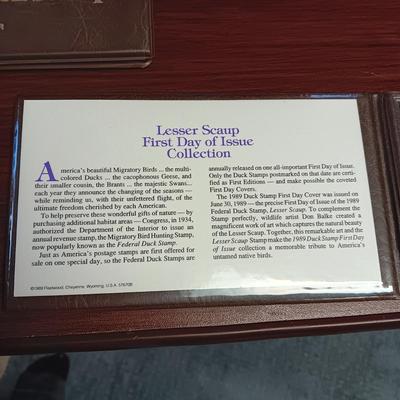 Lesser Scaup
First Day of Issue
Collection
America's beautiful Migratory Birds ... the multi-
colored Ducks ... the cacophonous Geese, and
their smaller cousin, the Brants ... the majestic Swans...
each year they announce the changing of the seasons —
while reminding us, with their unfettered flight, of the
ultimate freedom cherished by each American.
To help preserve these wonderful gifts of nature — by
purchasing additional habitat areas — Congress, in 1934,
authorized the Department of the Interior to issue an
annual revenue stamp, the Migratory Bird Hunting Stamp,
now popularly known as the Federal Duck Stamp.
Just as America's postage stamps are first offered for
sale on one special day, so the Federal Duck Stamps are
annually released on one all-important First Day of Issue.
Only the Duck Stamps postmarked on that date are certi-
fied as First Editions — and make possible the coveted
First Day Covers.
The 1989 Duck Stamp First Day Cover was issued on
June 30, 1989 — the precise First Day of Issue of the 1989
Federal Duck Stamp, Lesser Scaup. To complement the
Stamp perfectly, wildlife artist Don Balke created a
magnificent work of art which captures the natural beauty
of the Lesser Scaup. Together, this remarkable art and the
Lesser Scaup Stamp make the 1989 Duck Stamp First Day
of Issue collection a memorable tribute to America's
untamed native birds.
©1989 Fleetwood, Cheyenne, Wyoming, U.S.A.